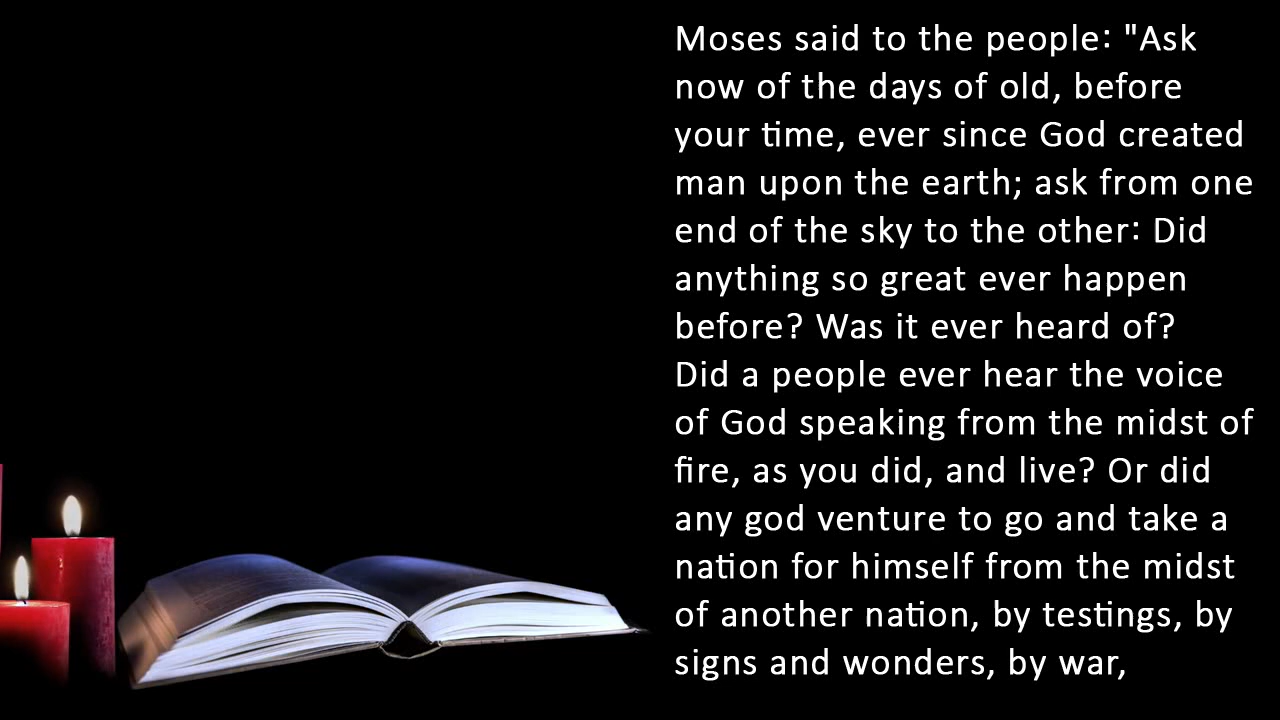 Moses said to the people: "Ask
now of the days of old, before
your time, ever since God created
man upon the earth; ask from one
end of the sky to the other: Did
anything so great ever happen
before? Was it ever heard of?
Did a people ever hear the voice
of God speaking from the midst of
fire, as you did, and live? Or did
any god venture to go and take a
nation for himself from the midst
of another nation, by testings, by
signs and wonders, by war,